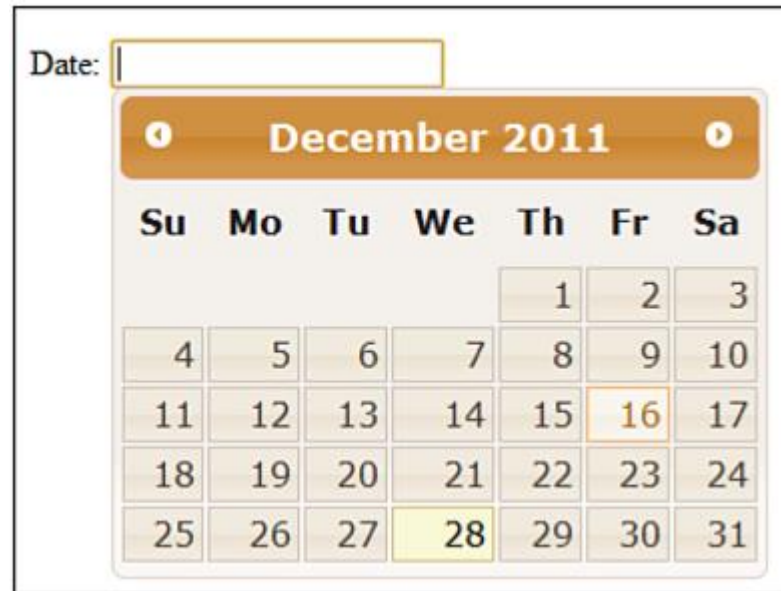 Date:
December 2011
Su Mo Tu We Th Fr Sa
1 2 3
4 5 6 7 8 9 10
11 12 13 14 15 16 17
18 19 20 21 22 23 24
25 26 27 28 29 30 31